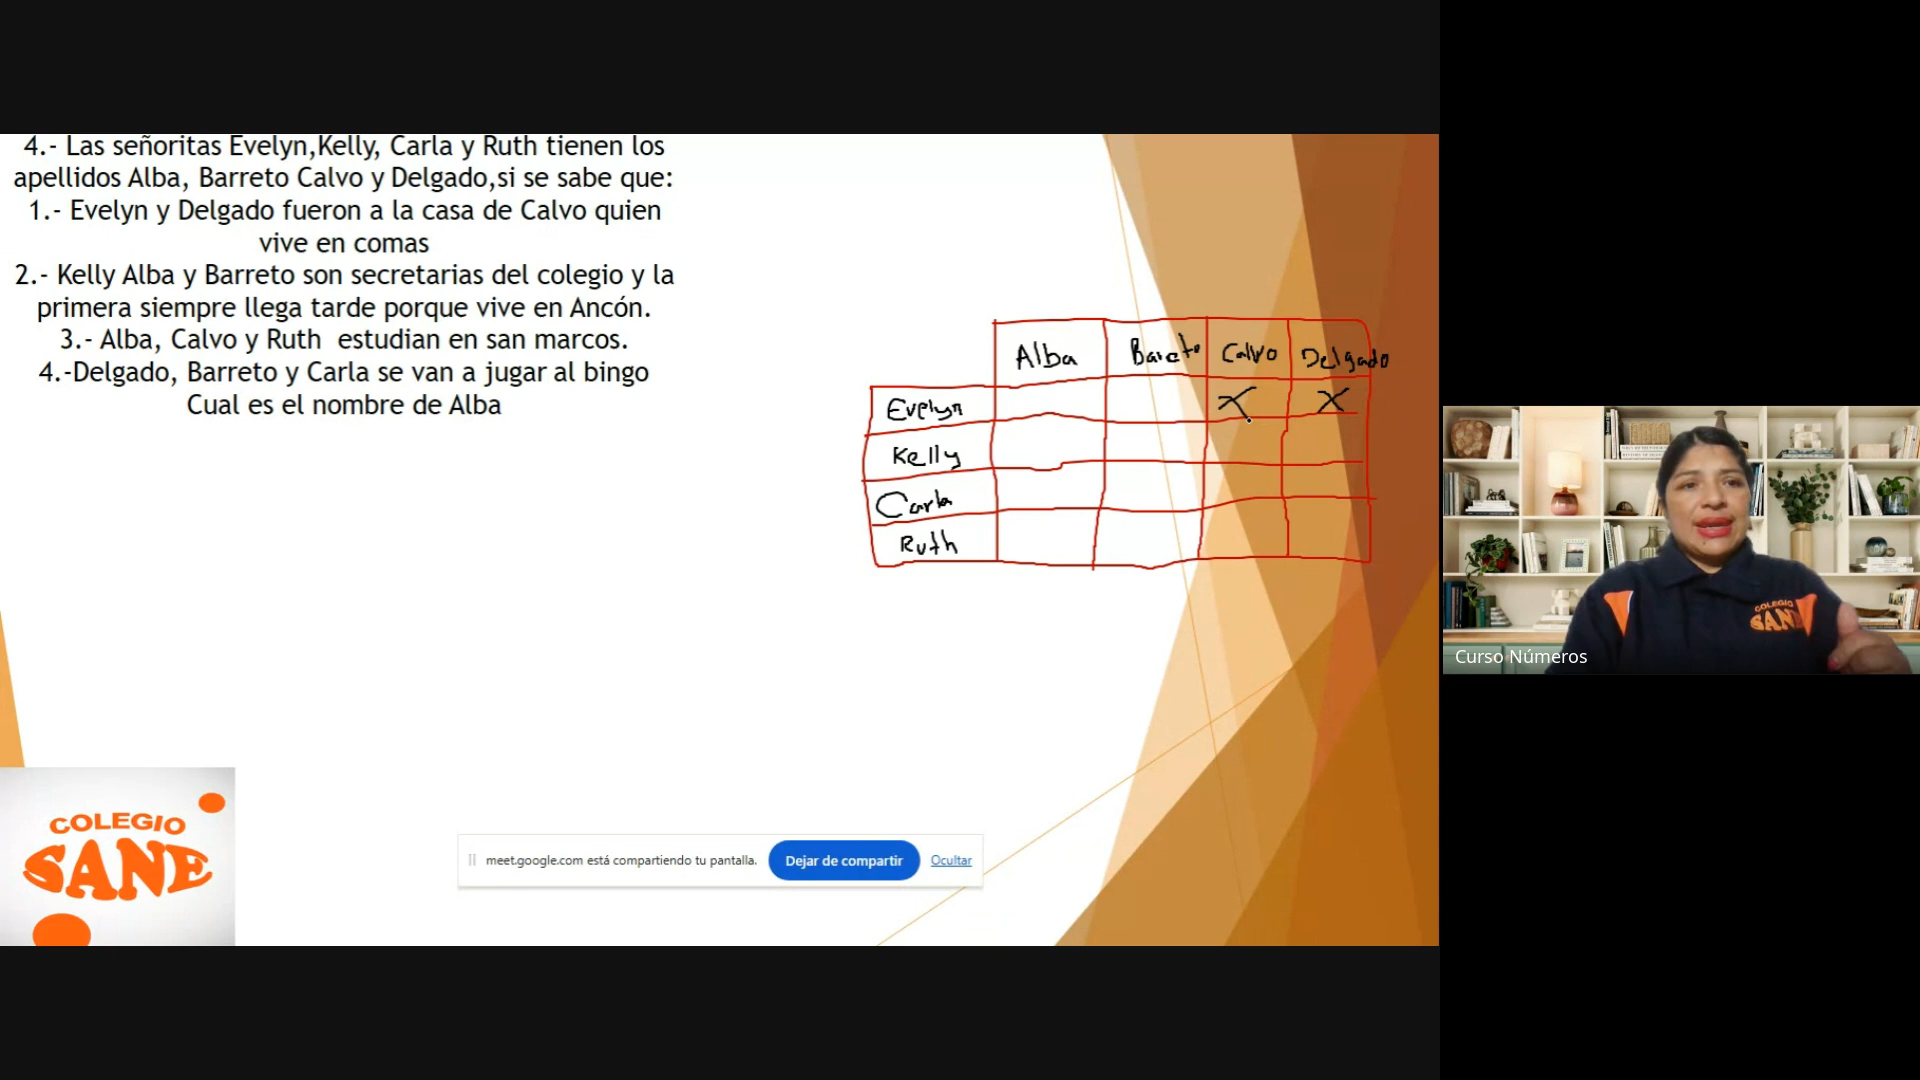 4.- Las señoritas Evelyn,Kelly, Carla y Ruth tienen los
apellidos Alba, Barreto Calvo y Delgado,si se sabe que:
1.- Evelyn y Delgado fueron a la casa de Calvo quien
vive en comas
2.- Kelly Alba y Barreto son secretarias del colegio y la
primera siempre llega tarde porque vive en Ancón.
3.- Alba, Calvo y Ruth estudian en san marcos.
4.-Delgado, Barreto y Carla se van a jugar al bingo
Cual es el nombre de Alba
Alba Bareto Calvo Delgado
Evelyn X X
Kelly
Carla
Ruth
COLEGIO
SANE
meet.google.com está compartiendo tu pantalla. Dejar de compartir Ocultar
COLEGIO
SANE
Curso Números